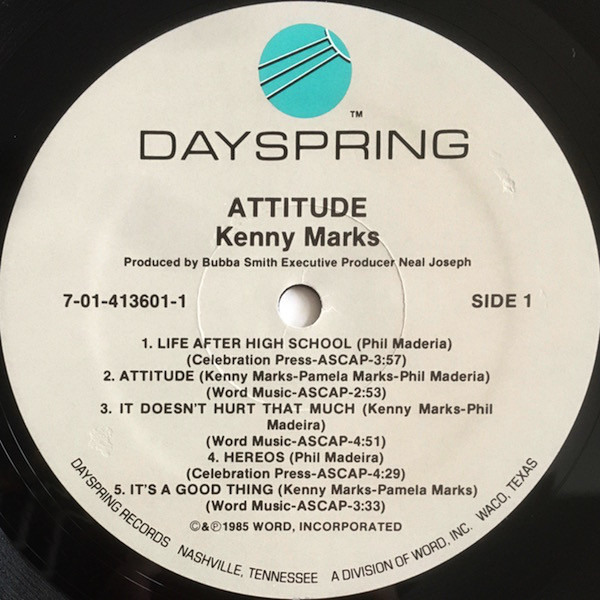 ™
DAYSPRING
ATTITUDE
Kenny Marks
Produced by Bubba Smith Executive Producer Neal Joseph
7-01-413601-1
SIDE 1
1. LIFE AFTER HIGH SCHOOL (Phil Maderia)
(Celebration Press-ASCAP-3:57)
2. ATTITUDE (Kenny Marks-Pamela Marks-Phil Maderia)
(Word Music-ASCAP-2:53)
3. IT DOESN'T HURT THAT MUCH (Kenny Marks-Phil
Madeira)
(Word Music-ASCAP-4:51)
4. HEREOS (Phil Madeira)
(Celebration Press-ASCAP-4:29)
5. IT'S A GOOD THING (Kenny Marks-Pamela Marks)
(Word Music-ASCAP-3:33)
©&℗1985 WORD, INCORPORATED
DAYSPRING RECORDS NASHVILLE, TENNESSEE A DIVISION OF WORD, INC. WACO, TEXAS